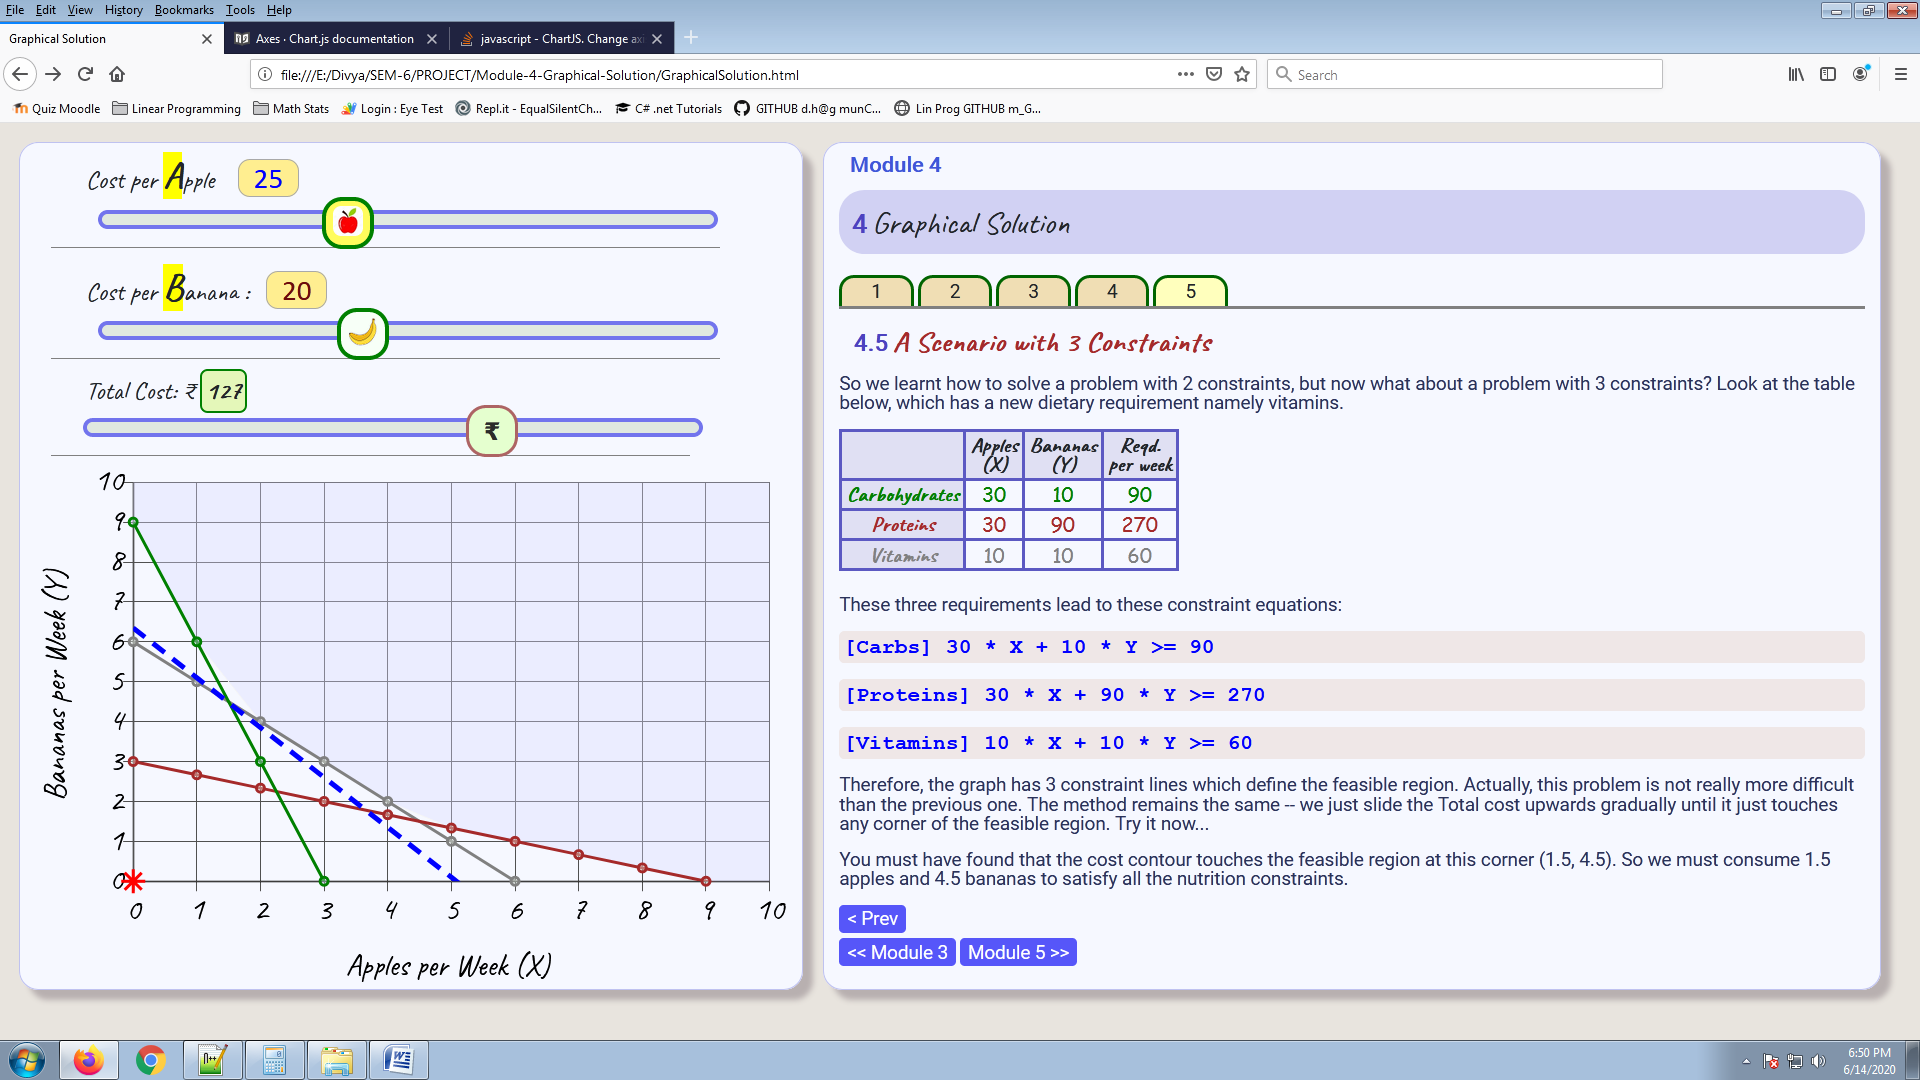 File Edit View History Bookmarks Tools Help
Graphical Solution
Axes · Chart.js documentation
javascript - ChartJS. Change ax
file:///E:/Divya/SEM-6/PROJECT/Module-4-Graphical-Solution/GraphicalSolution.html
Search
Quiz Moodle Linear Programming Math Stats Login : Eye Test Repl.it - EqualSilentCh... C# .net Tutorials GITHUB d.h@g munC... Lin Prog GITHUB m_G...
Cost per Apple 25
Cost per Banana : 20
Total Cost: ₹ 127
₹
10
9
8
7
6
5
4
3
2
1
0
Bananas per Week (Y)
0 1 2 3 4 5 6 7 8 9 10
Apples per Week (X)
Module 4
4 Graphical Solution
1 2 3 4 5
4.5 A Scenario with 3 Constraints
So we learnt how to solve a problem with 2 constraints, but now what about a problem with 3 constraints? Look at the table
below, which has a new dietary requirement namely vitamins.
Apples (X) Bananas (Y) Reqd. per week
Carbohydrates 30 10 90
Proteins 30 90 270
Vitamins 10 10 60
These three requirements lead to these constraint equations:
[Carbs] 30 * X + 10 * Y >= 90
[Proteins] 30 * X + 90 * Y >= 270
[Vitamins] 10 * X + 10 * Y >= 60
Therefore, the graph has 3 constraint lines which define the feasible region. Actually, this problem is not really more difficult
than the previous one. The method remains the same -- we just slide the Total cost upwards gradually until it just touches
any corner of the feasible region. Try it now...
You must have found that the cost contour touches the feasible region at this corner (1.5, 4.5). So we must consume 1.5
apples and 4.5 bananas to satisfy all the nutrition constraints.
< Prev
<< Module 3 Module 5 >>
6:50 PM
6/14/2020